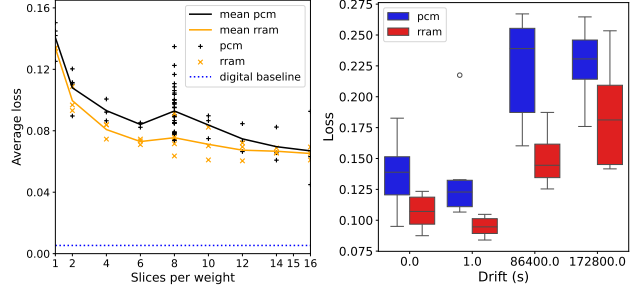 0.16
0.12
0.08
0.04
0.00
Average loss
mean pcm
mean rram
pcm
rram
digital baseline
1 2 4 6 8 10 12 14 15 16
Slices per weight
0.275
0.250
0.225
0.200
0.175
0.150
0.125
0.100
0.075
Loss
pcm
rram
0.0 1.0 86400.0 172800.0
Drift (s)